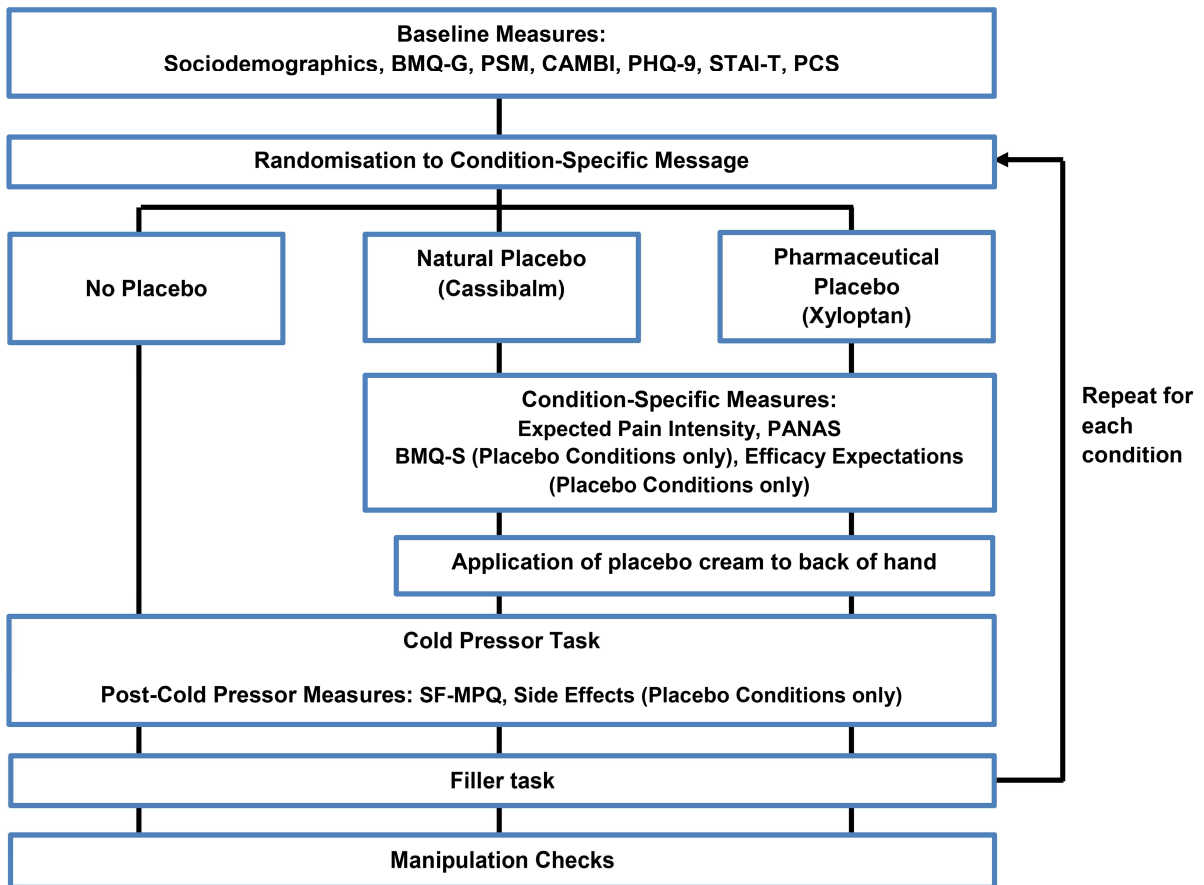 Baseline Measures:
Sociodemographics, BMQ-G, PSM, CAMBI, PHQ-9, STAI-T, PCS
Randomisation to Condition-Specific Message
No Placebo
Natural Placebo
(Cassibalm)
Pharmaceutical
Placebo
(Xyloptan)
Condition-Specific Measures:
Expected Pain Intensity, PANAS
BMQ-S (Placebo Conditions only), Efficacy Expectations
(Placebo Conditions only)
Repeat for
each
condition
Application of placebo cream to back of hand
Cold Pressor Task
Post-Cold Pressor Measures: SF-MPQ, Side Effects (Placebo Conditions only)
Filler task
Manipulation Checks